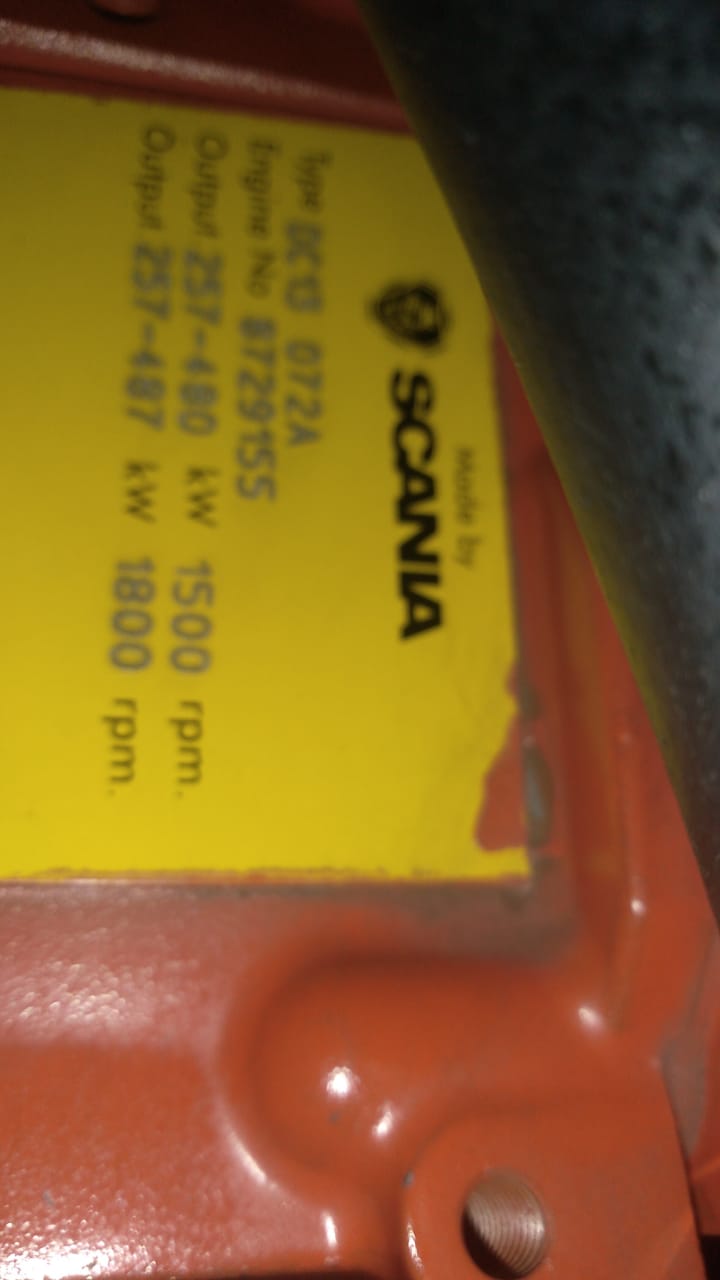 Made by
SCANIA
Type DC13 072A
Engine No 8729155
Output 257-480 kW 1500 rpm.
Output 257-487 kW 1800 rpm.